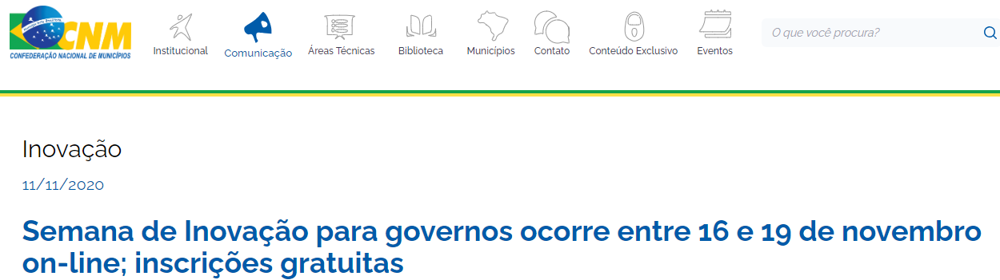 CNM
CONFEDERAÇÃO NACIONAL DE MUNICÍPIOS
Institucional
Comunicação
Áreas Técnicas
Biblioteca
Municípios
Contato
Conteúdo Exclusivo
Eventos
O que você procura?
Inovação
11/11/2020
Semana de Inovação para governos ocorre entre 16 e 19 de novembro
on-line; inscrições gratuitas